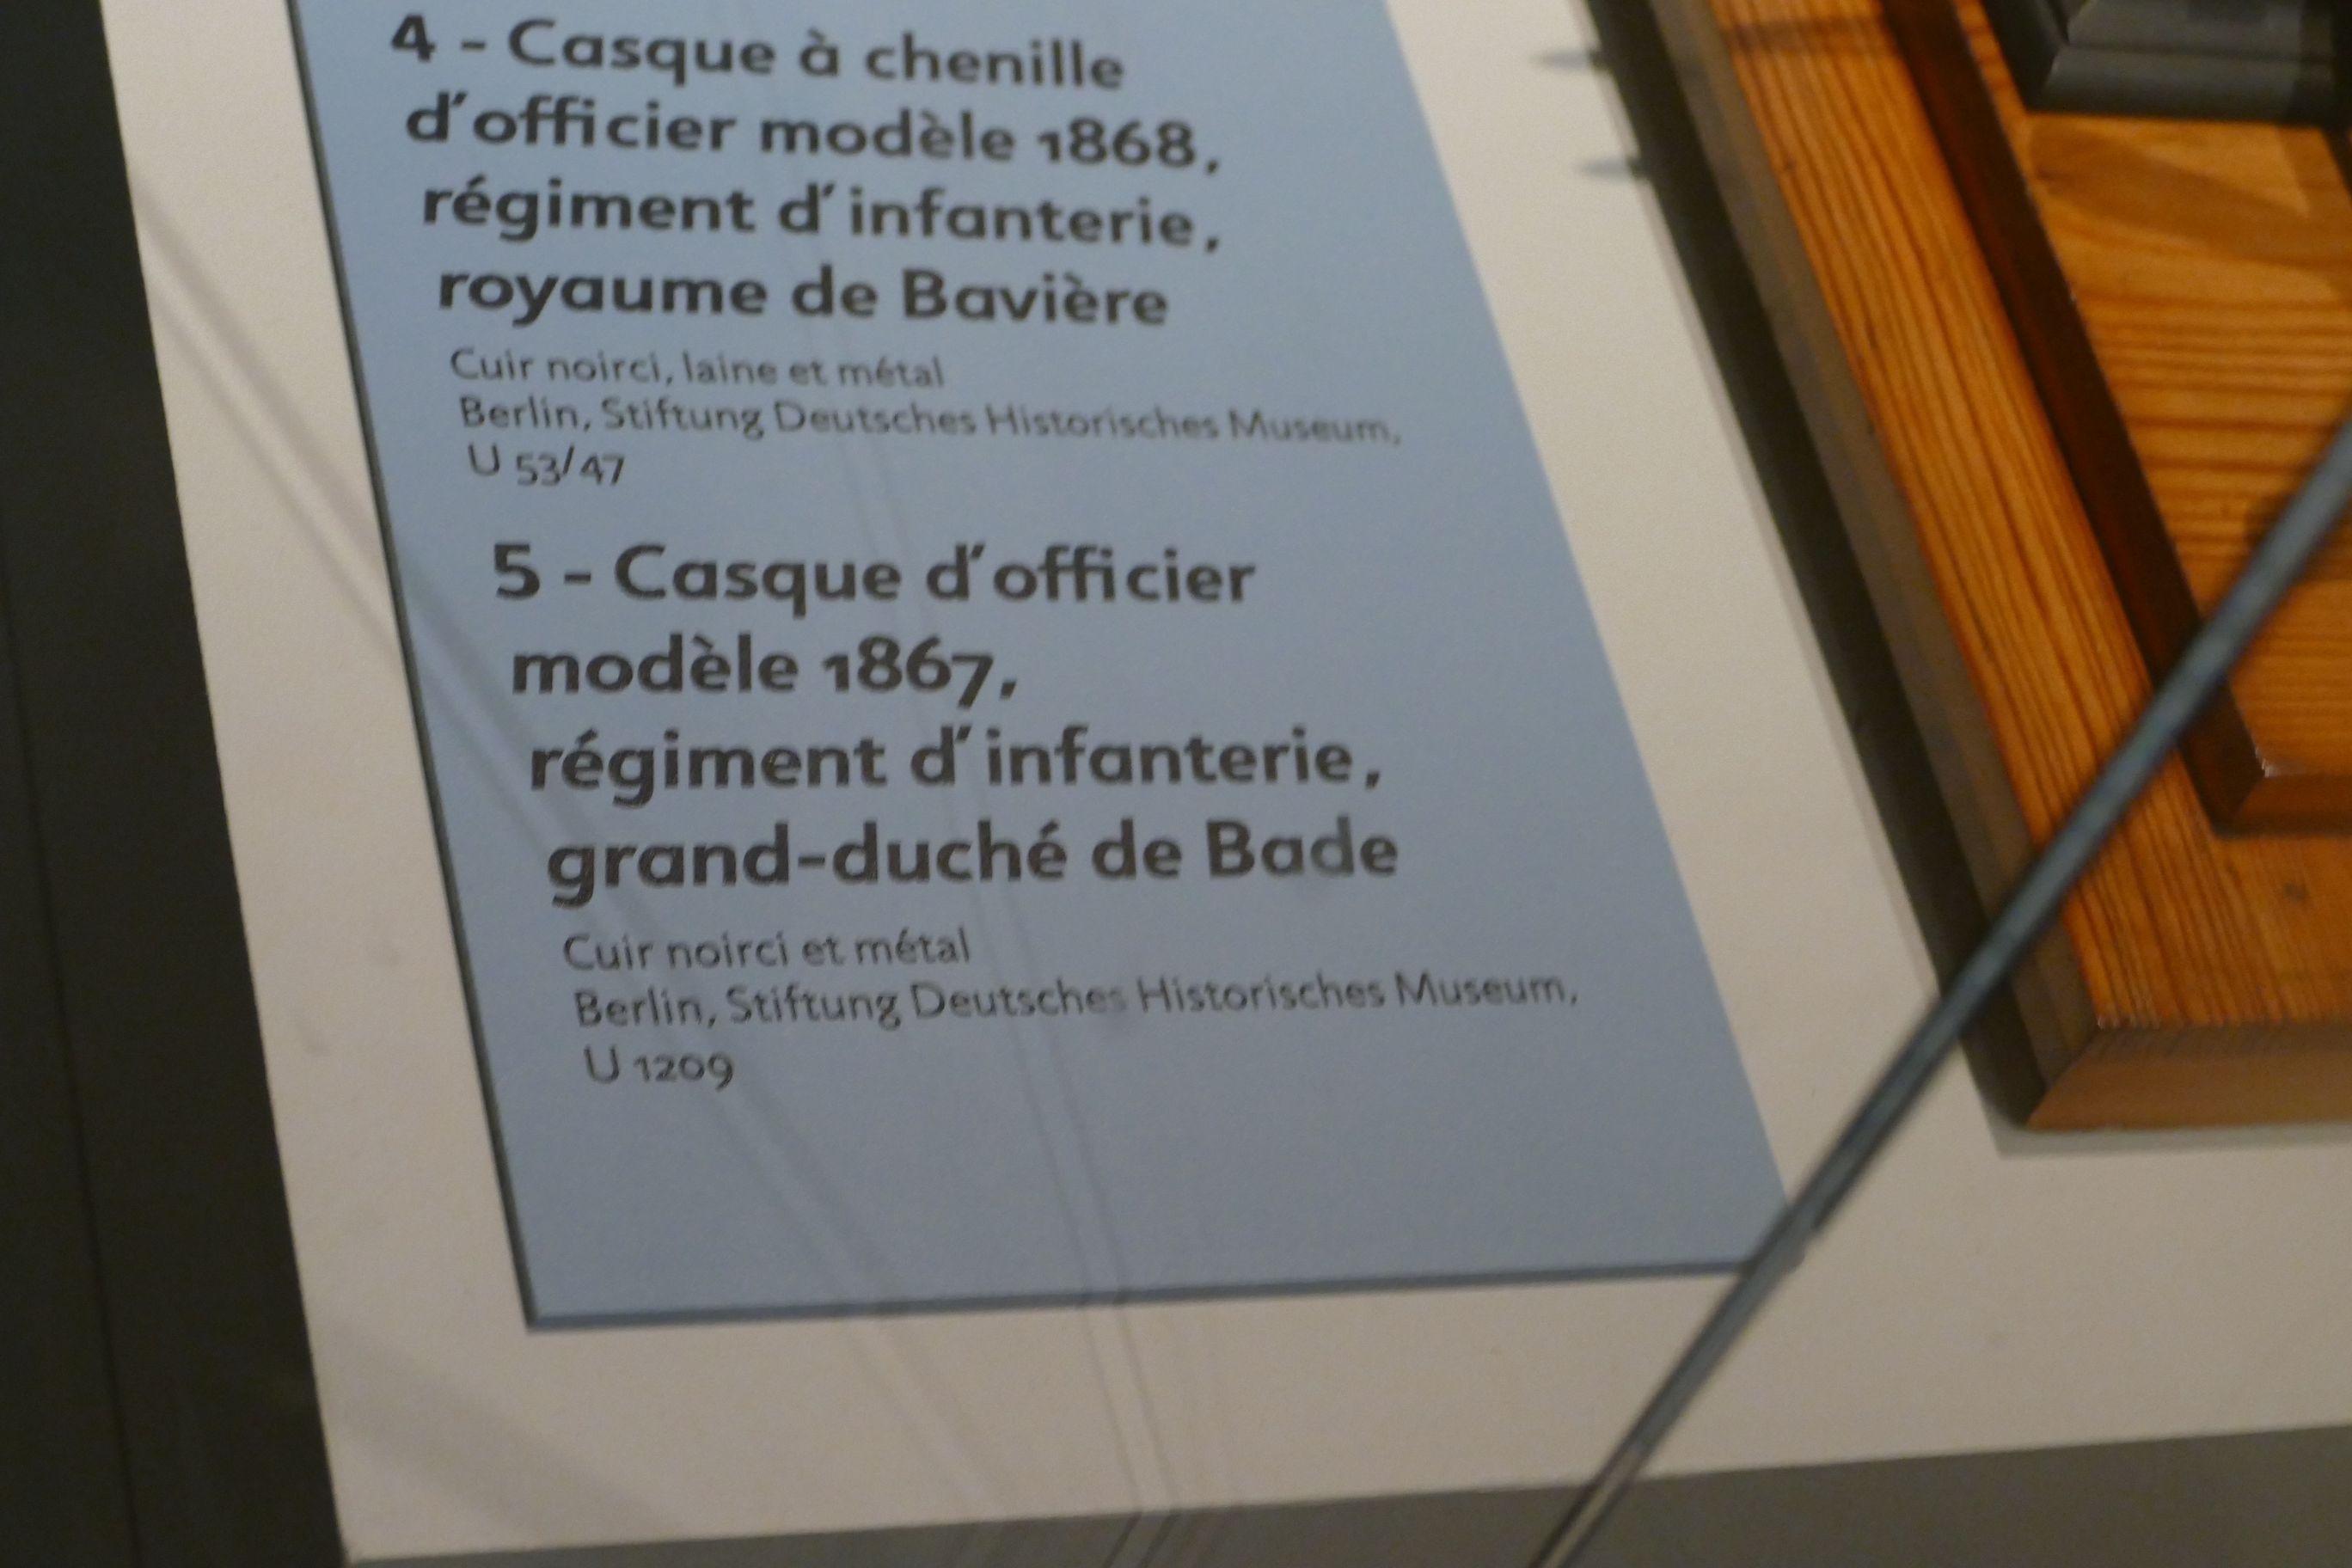 4 - Casque à chenille
d'officier modèle 1868,
régiment d'infanterie,
royaume de Bavière
Cuir noirci, laine et métal
Berlin, Stiftung Deutsches Historisches Museum,
U 53/47
5 - Casque d'officier
modèle 1867,
régiment d'infanterie,
grand-duché de Bade
Cuir noirci et métal
Berlin, Stiftung Deutsches Historisches Museum,
U 1209